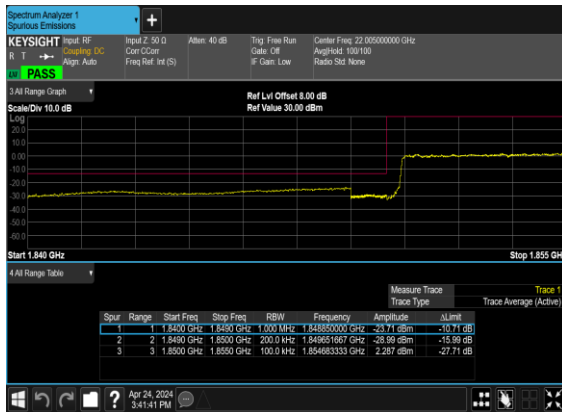 Spectrum Analyzer 1
Spurious Emissions
+
KEYSIGHT Input: RF Input Z: 50 Ω Atten: 40 dB Trig: Free Run Center Freq: 22.005000000 GHz
R T Coupling: DC Corr CCorr Gate: Off Avg|Hold: 100/100
Align: Auto Freq Ref: Int (S) IF Gain: Low Radio Std: None
PASS
3 All Range Graph
Ref Lvl Offset 8.00 dB
Scale/Div 10.0 dB Ref Value 30.00 dBm
Log
20.0
10.0
0.00
-10.0
-20.0
-30.0
-40.0
-50.0
-60.0
Start 1.840 GHz Stop 1.855 GH
4 All Range Table
Measure Trace Trace 1
Trace Type Trace Average (Active)
Spur Range Start Freq Stop Freq RBW Frequency Amplitude ΔLimit
1 1 1.8400 GHz 1.8490 GHz 1.000 MHz 1.848850000 GHz -23.71 dBm -10.71 dB
2 2 1.8490 GHz 1.8500 GHz 200.0 kHz 1.849651667 GHz -28.99 dBm -15.99 dB
3 3 1.8500 GHz 1.8550 GHz 100.0 kHz 1.854683333 GHz 2.287 dBm -27.71 dB
? Apr 24, 2024
3:41:41 PM